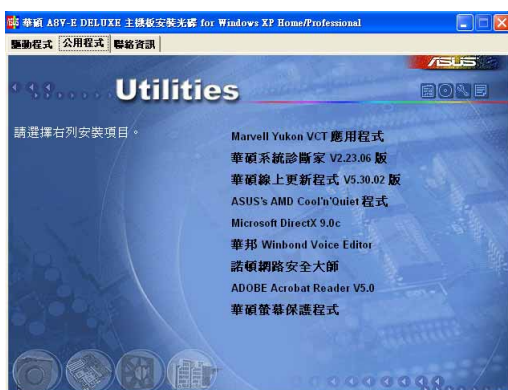 華碩 A8V-E DELUXE 主機板安裝光碟 for Windows XP Home/Professional
驅動程式 公用程式 聯絡資訊
ASUS
Utilities
請選擇右列安裝項目。
Marvell Yukon VCT 應用程式
華碩系統診斷家 V2.23.06 版
華碩線上更新程式 V5.30.02 版
ASUS's AMD Cool'n'Quiet 程式
Microsoft DirectX 9.0c
華邦 Winbond Voice Editor
諾頓網路安全大師
ADOBE Acrobat Reader V5.0
華碩螢幕保護程式